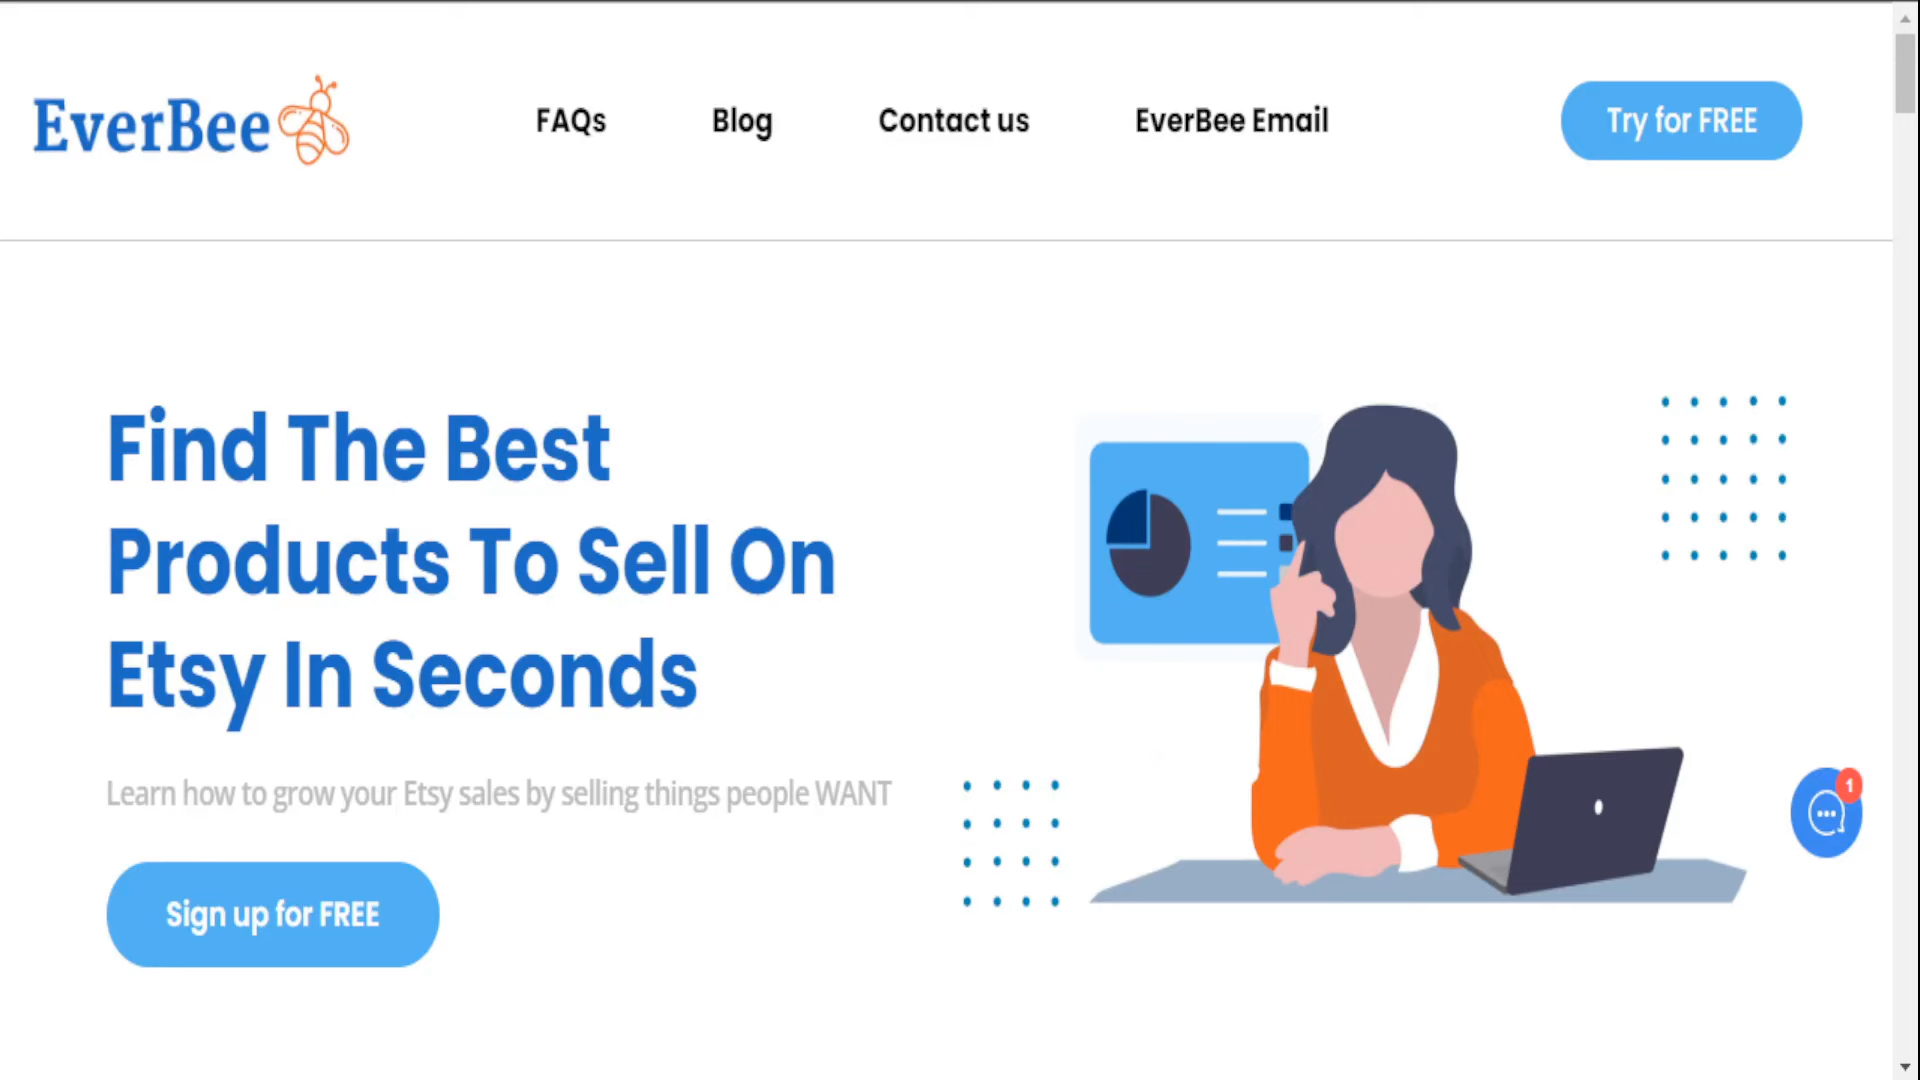 EverBee
FAQs
Blog
Contact us
EverBee Email
Try for FREE
Find The Best
Products To Sell On
Etsy In Seconds
Learn how to grow your Etsy sales by selling things people WANT
Sign up for FREE
1